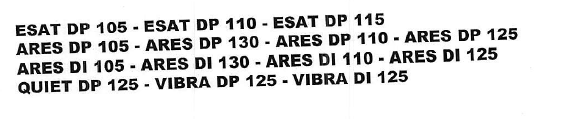 ESAT DP 105 - ESAT DP 110 - ESAT DP 115
ARES DP 105 - ARES DP 130 - ARES DP 110 - ARES DP 125
ARES DI 105 - ARES DI 130 - ARES DI 110 - ARES DI 125
QUIET DP 125 - VIBRA DP 125 - VIBRA DI 125